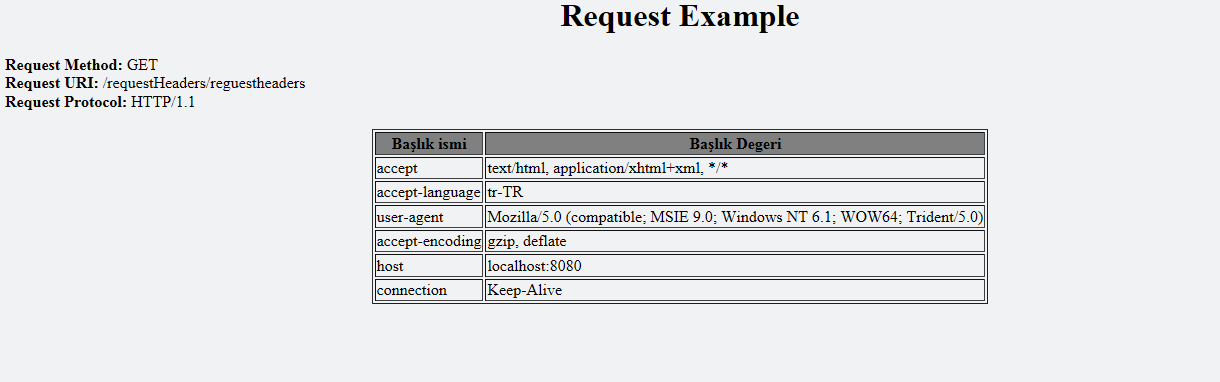 Request Example
Request Method: GET
Request URI: /requestHeaders/reguestheaders
Request Protocol: HTTP/1.1
Başlık ismi Başlık Degeri
accept text/html, application/xhtml+xml, */*
accept-language tr-TR
user-agent Mozilla/5.0 (compatible; MSIE 9.0; Windows NT 6.1; WOW64; Trident/5.0)
accept-encoding gzip, deflate
host localhost:8080
connection Keep-Alive